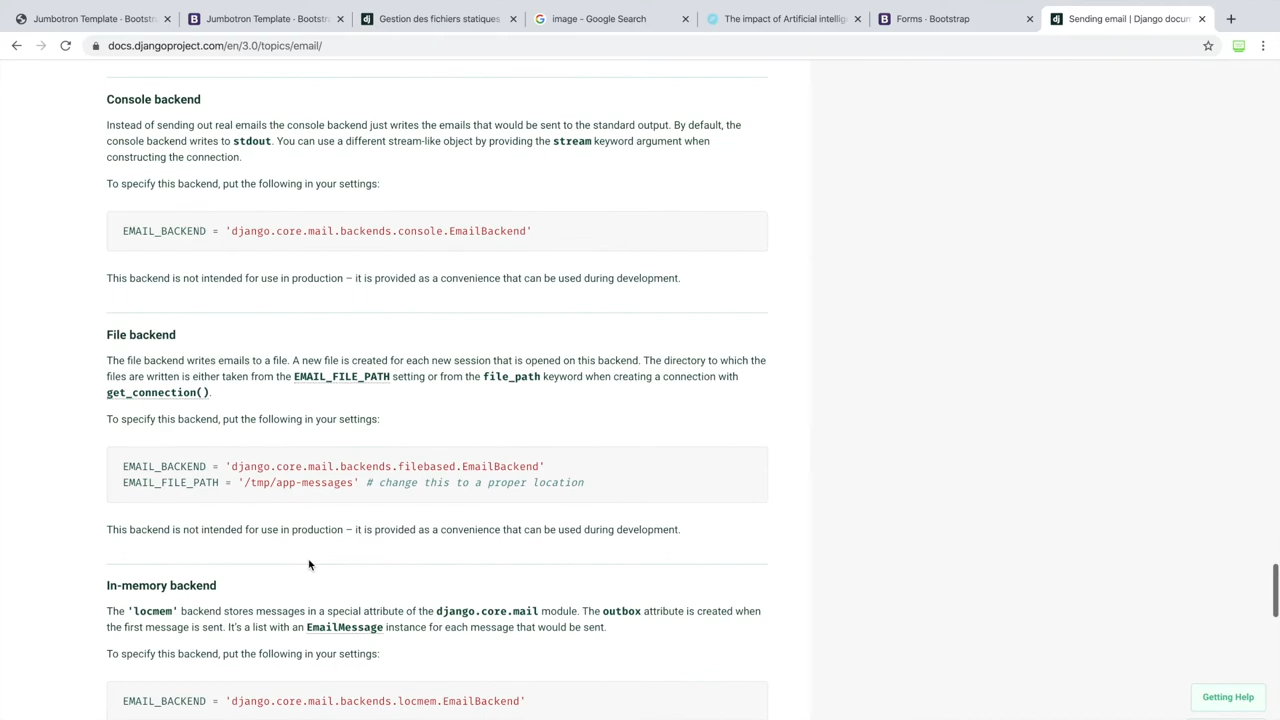 Jumbotron Template · Bootst
Jumbotron Template · Bootstr
Gestion des fichiers statiques
image - Google Search
The impact of Artificial intellig
Forms · Bootstrap
Sending email | Django docum
docs.djangoproject.com/en/3.0/topics/email/
Console backend
Instead of sending out real emails the console backend just writes the emails that would be sent to the standard output. By default, the
console backend writes to stdout. You can use a different stream-like object by providing the stream keyword argument when
constructing the connection.
To specify this backend, put the following in your settings:
EMAIL_BACKEND = 'django.core.mail.backends.console.EmailBackend'
This backend is not intended for use in production – it is provided as a convenience that can be used during development.
File backend
The file backend writes emails to a file. A new file is created for each new session that is opened on this backend. The directory to which the
files are written is either taken from the EMAIL_FILE_PATH setting or from the file_path keyword when creating a connection with
get_connection().
To specify this backend, put the following in your settings:
EMAIL_BACKEND = 'django.core.mail.backends.filebased.EmailBackend'
EMAIL_FILE_PATH = '/tmp/app-messages' # change this to a proper location
This backend is not intended for use in production – it is provided as a convenience that can be used during development.
In-memory backend
The 'locmem' backend stores messages in a special attribute of the django.core.mail module. The outbox attribute is created when
the first message is sent. It's a list with an EmailMessage instance for each message that would be sent.
To specify this backend, put the following in your settings:
EMAIL_BACKEND = 'django.core.mail.backends.locmem.EmailBackend'
Getting Help